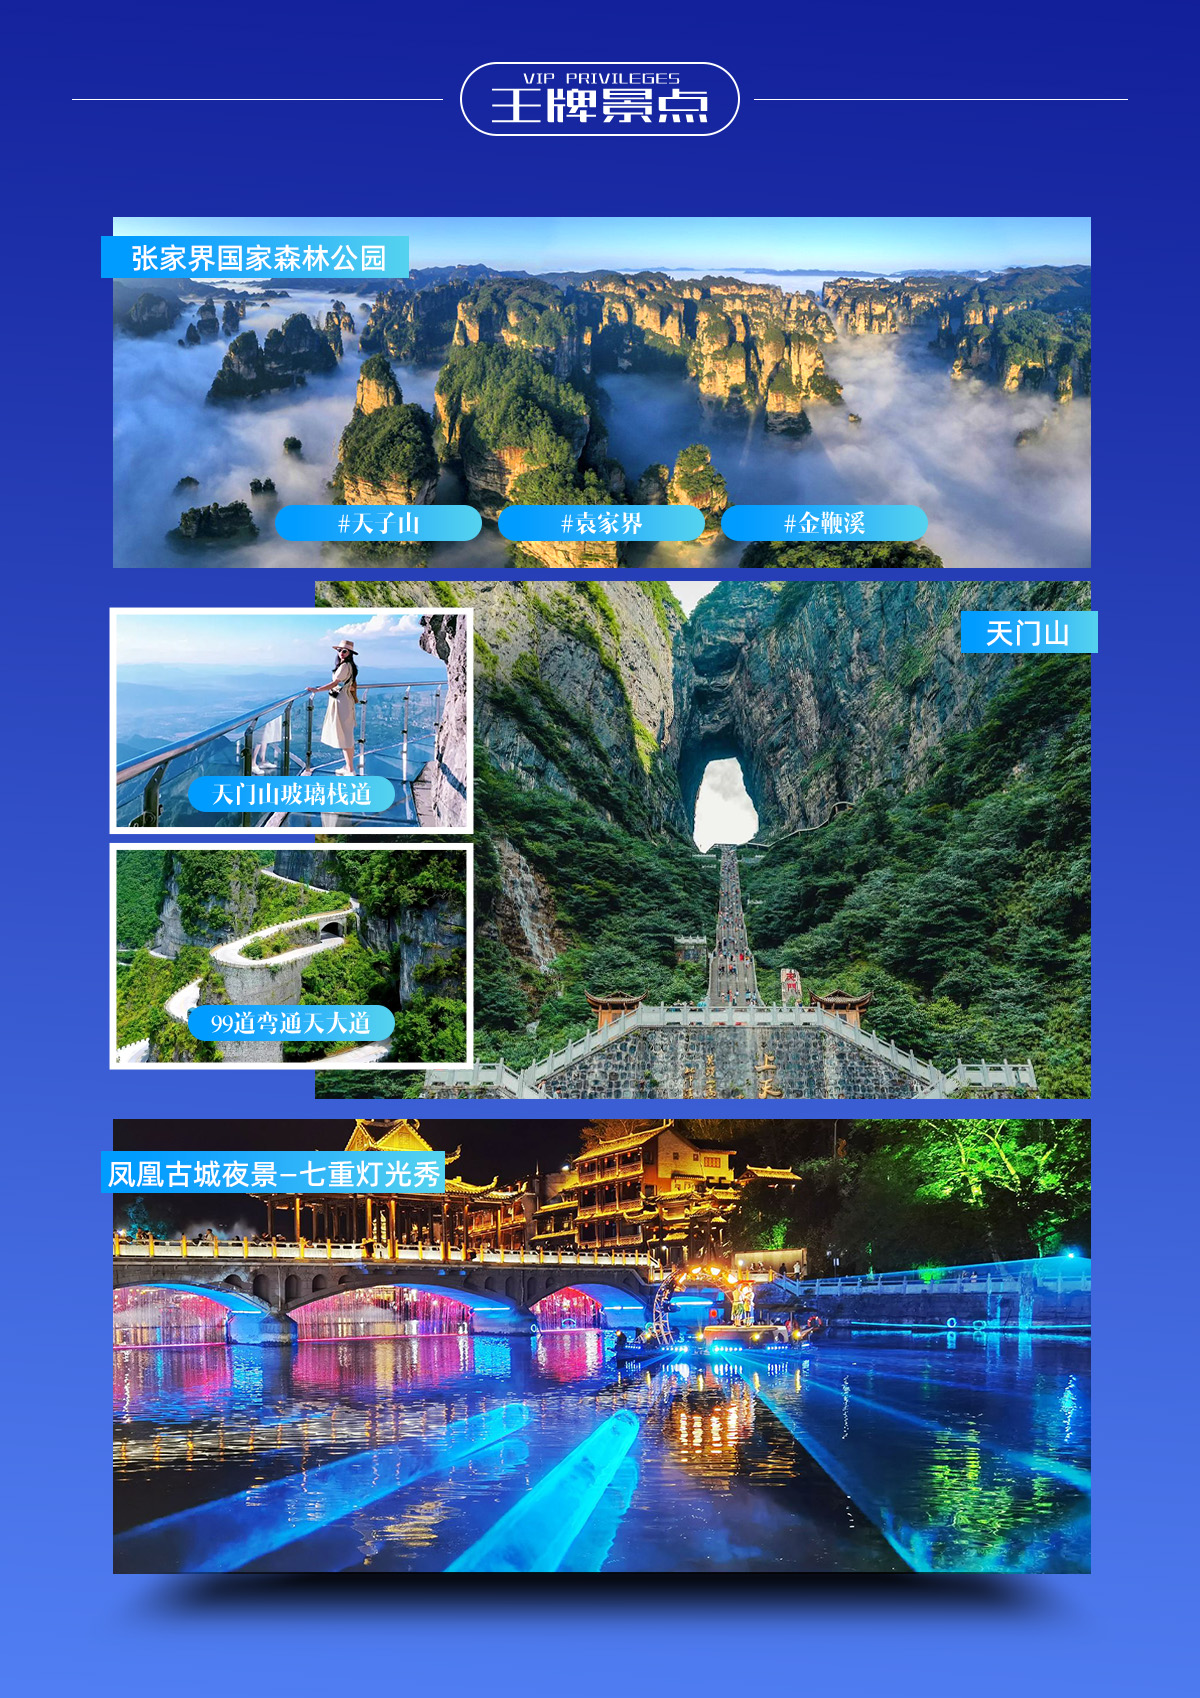 VIP PRIVILEGES
王牌景点
张家界国家森林公园
#天子山
#袁家界
#金鞭溪
天门山
天门山玻璃栈道
99道弯通天大道
上天
凤凰古城夜景-七重灯光秀